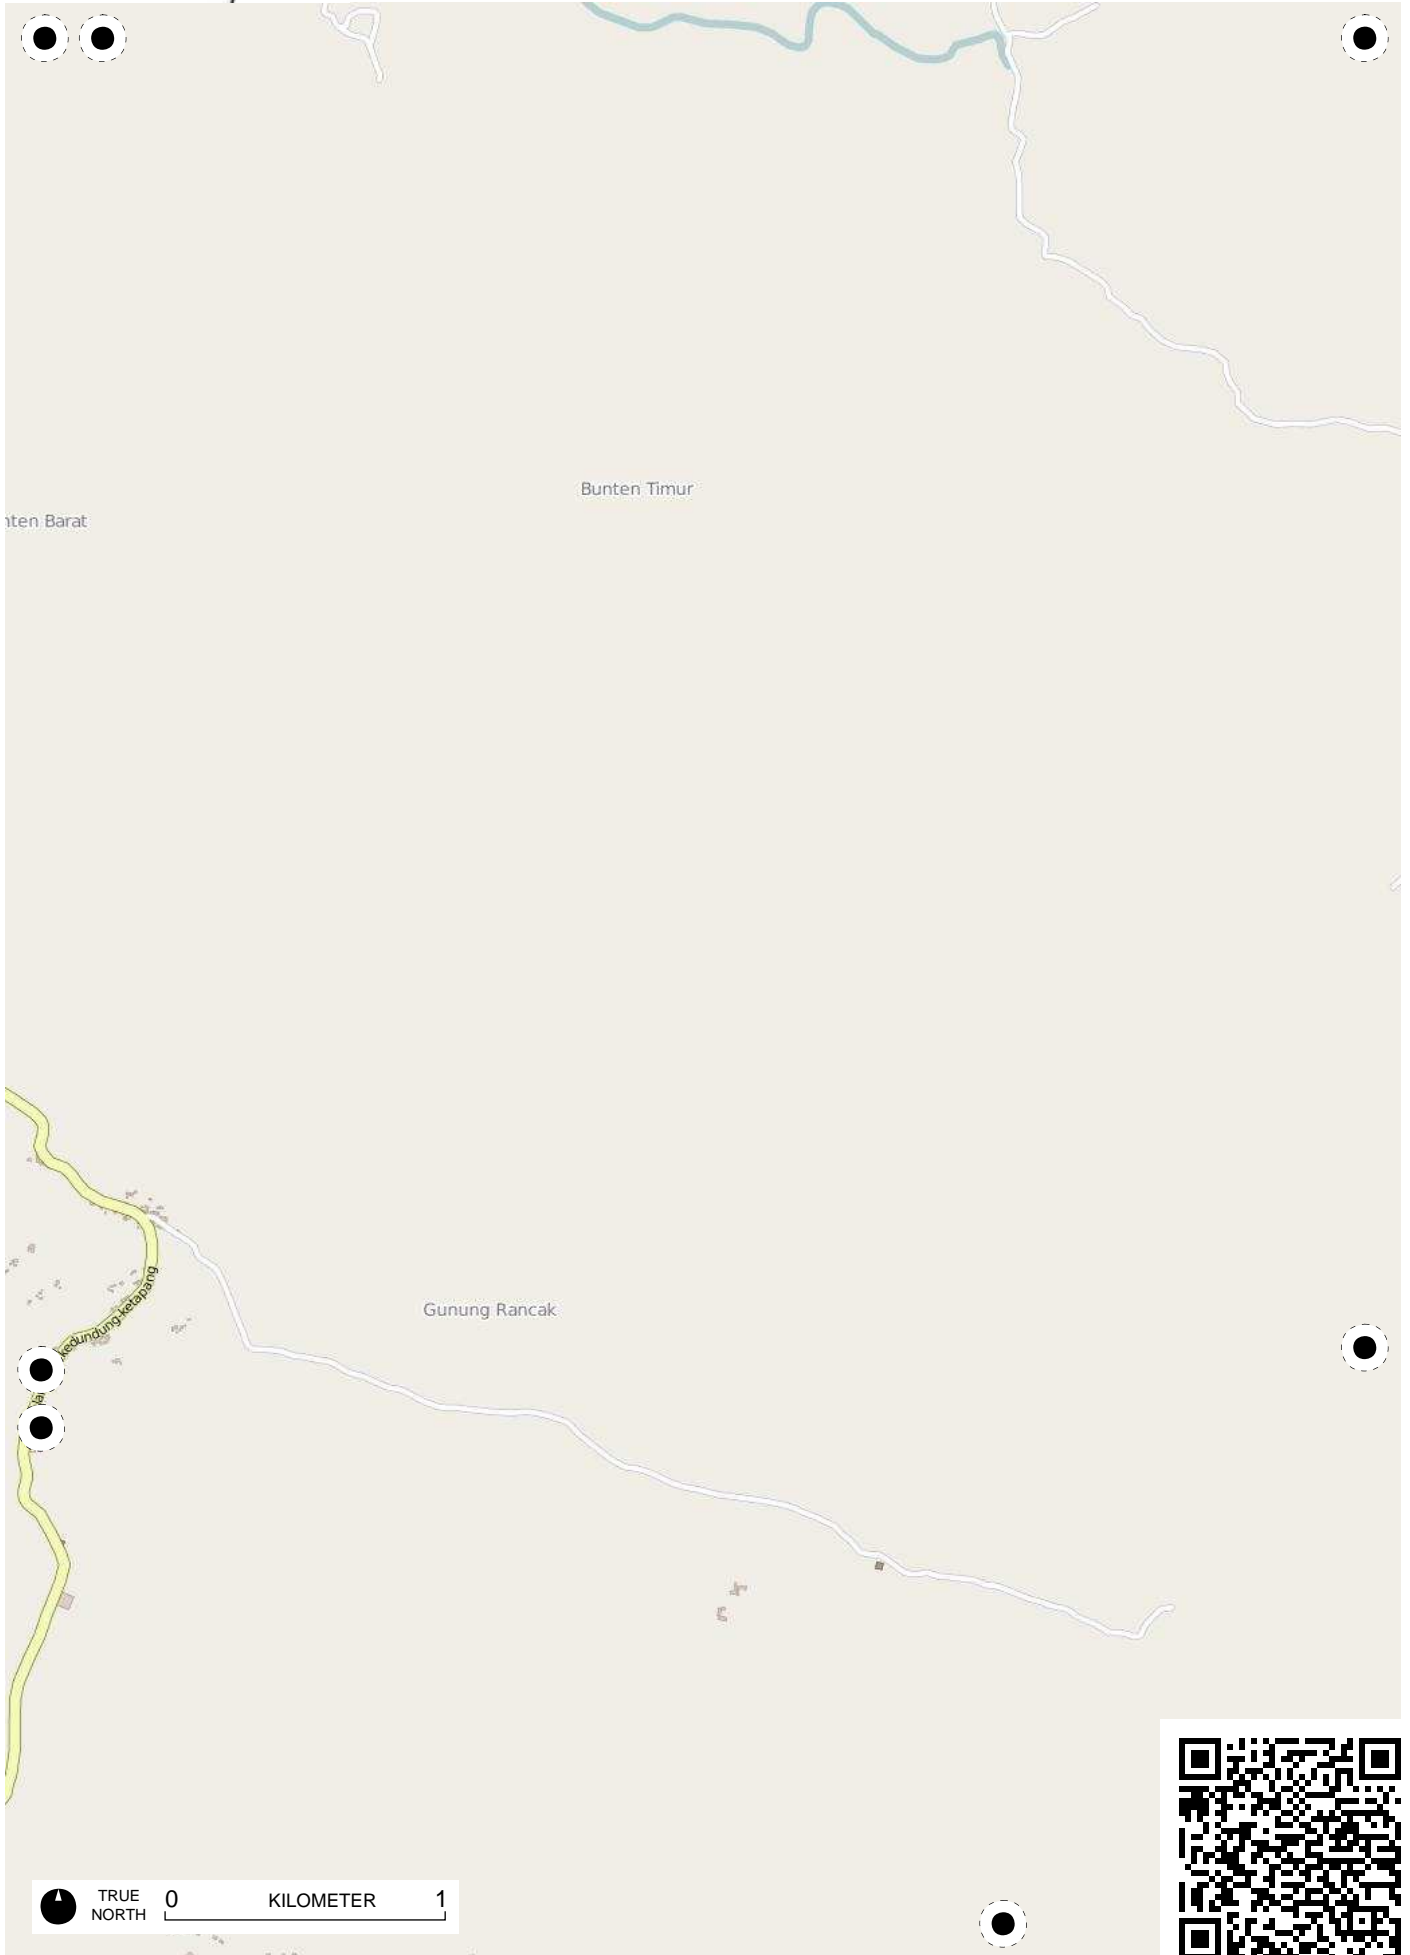 Bunten Timur
nten Barat
kedundung-ketapang
Gunung Rancak
TRUE
NORTH
0 KILOMETER 1